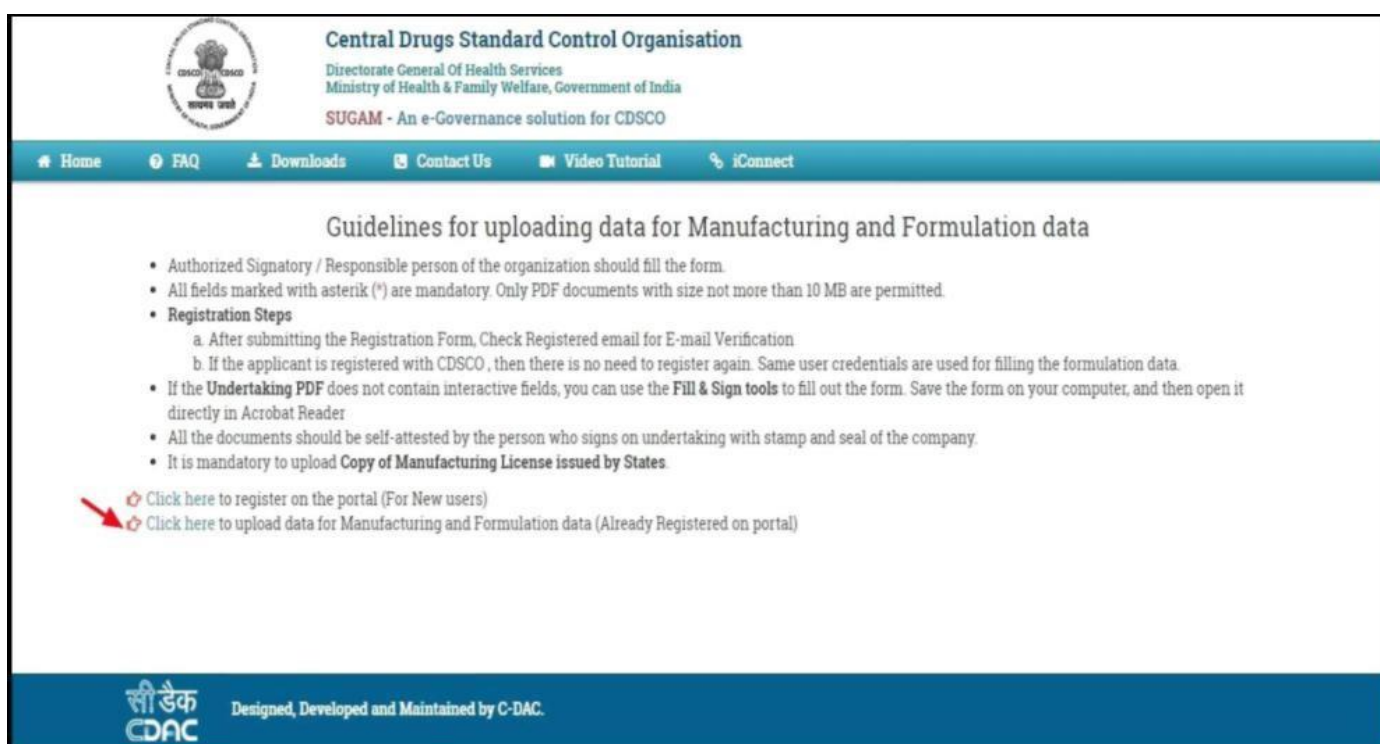 Central Drugs Standard Control Organisation
Directorate General Of Health Services
Ministry of Health & Family Welfare, Government of India
SUGAM - An e-Governance solution for CDSCO
CENTRAL DRUGS STANDARD CONTROL ORGANISATION
CDSCO CDSCO
सत्यमेव जयते
Home FAQ Downloads Contact Us Video Tutorial iConnect
Guidelines for uploading data for Manufacturing and Formulation data
• Authorized Signatory / Responsible person of the organization should fill the form.
• All fields marked with asterik (*) are mandatory. Only PDF documents with size not more than 10 MB are permitted.
• Registration Steps
a. After submitting the Registration Form, Check Registered email for E-mail Verification
b. If the applicant is registered with CDSCO , then there is no need to register again. Same user credentials are used for filling the formulation data.
• If the Undertaking PDF does not contain interactive fields, you can use the Fill & Sign tools to fill out the form. Save the form on your computer, and then open it
directly in Acrobat Reader
• All the documents should be self-attested by the person who signs on undertaking with stamp and seal of the company.
• It is mandatory to upload Copy of Manufacturing License issued by States.
Click here to register on the portal (For New users)
Click here to upload data for Manufacturing and Formulation data (Already Registered on portal)
सी डैक
CDAC
Designed, Developed and Maintained by C-DAC.